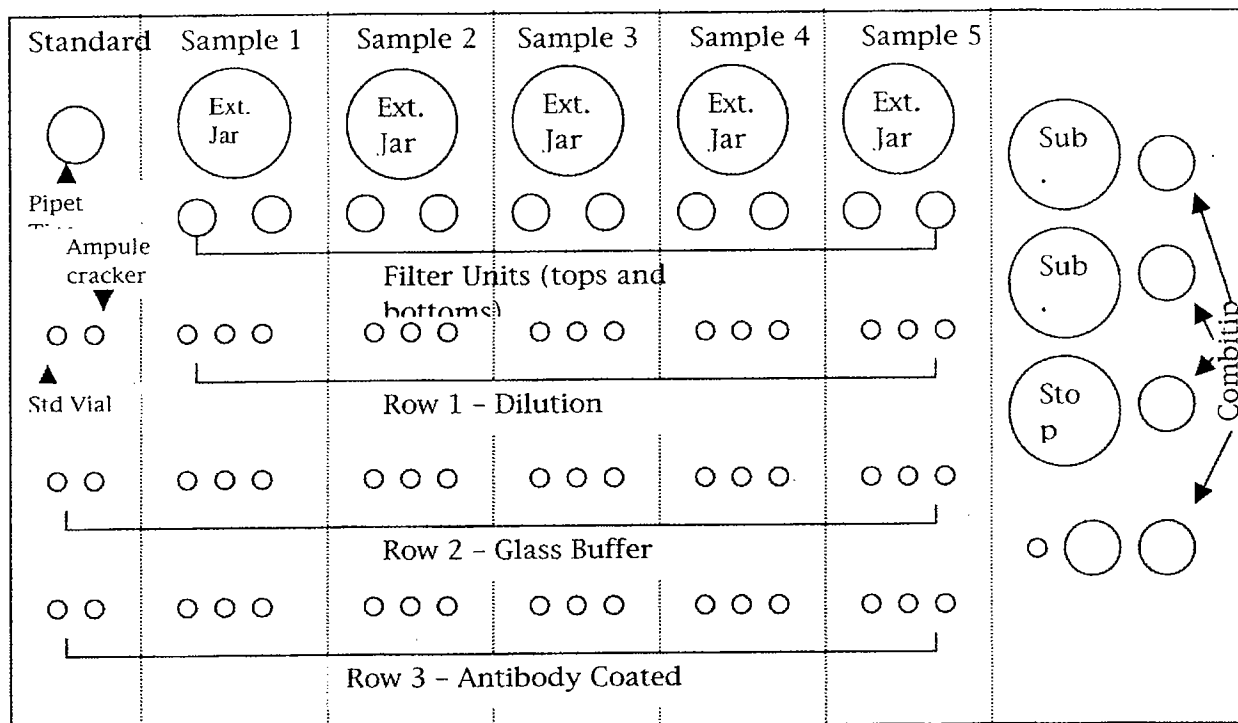 Standard
Sample 1
Sample 2
Sample 3
Sample 4
Sample 5
Ext.
Jar
Ext.
Jar
Ext.
Jar
Ext.
Jar
Ext.
Jar
Sub
.
Sub
.
Sto
p
Combitip
Pipet
Ampule
cracker
Filter Units (tops and
bottoms)
Std Vial
Row 1 – Dilution
Row 2 – Glass Buffer
Row 3 – Antibody Coated